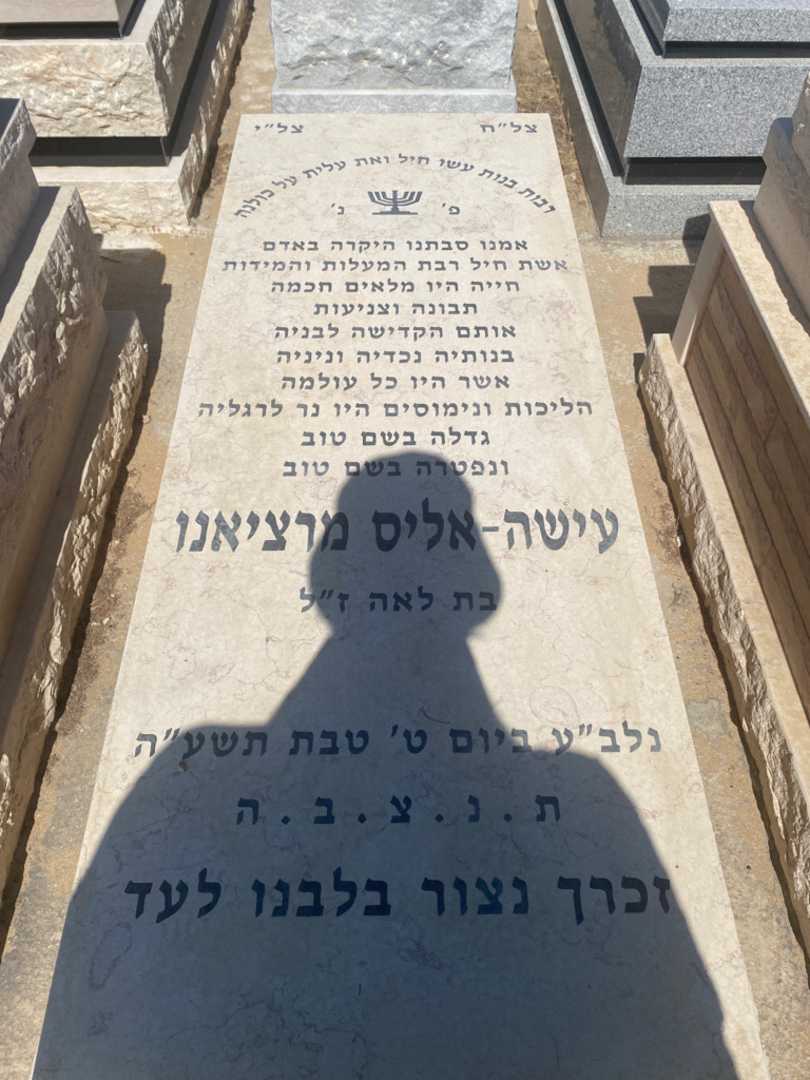 צל״ח צל״י
רבות בנות עשו חיל ואת עלית על כולנה
פ׳ נ׳
אמנו סבתנו היקרה באדם
אשת חיל רבת המעלות והמידות
חייה היו מלאים חכמה
תבונה וצניעות
אותם הקדישה לבניה
בנותיה נכדיה וניניה
אשר היו כל עולמה
הליכות ונימוסים היו נר לרגליה
גדלה בשם טוב
ונפטרה בשם טוב
עישה-אליס מרציאנו
בת לאה ז״ל
נלב״ע ביום ט׳ טבת תשע״ה
ת . נ . צ . ב . ה
זכרך נצור בלבנו לעד